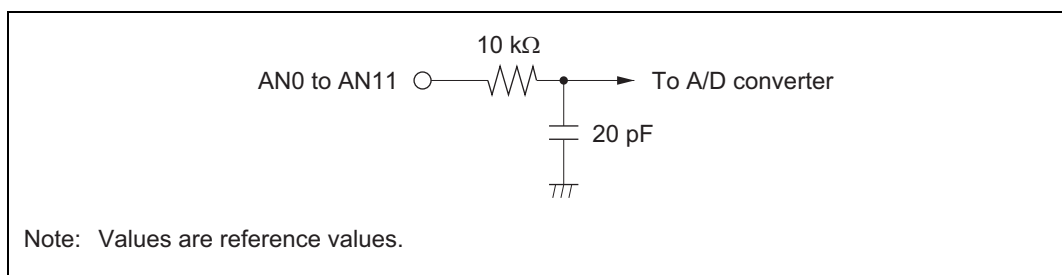 10 kΩ
AN0 to AN11
To A/D converter
20 pF
Note: Values are reference values.